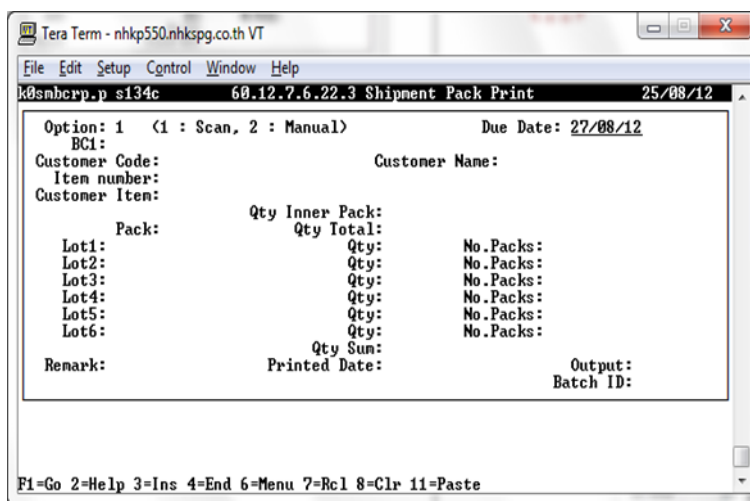 Tera Term - nhkp550.nhkspg.co.th VT
File Edit Setup Control Window Help
k0smbcrp.p s134c 60.12.7.6.22.3 Shipment Pack Print 25/08/12
Option: 1 (1 : Scan, 2 : Manual) Due Date: 27/08/12
BC1:
Customer Code: Customer Name:
Item number:
Customer Item:
Qty Inner Pack:
Pack: Qty Total:
Lot1: Qty: No.Packs:
Lot2: Qty: No.Packs:
Lot3: Qty: No.Packs:
Lot4: Qty: No.Packs:
Lot5: Qty: No.Packs:
Lot6: Qty: No.Packs:
Qty Sum:
Remark: Printed Date: Output:
Batch ID:
F1=Go 2=Help 3=Ins 4=End 6=Menu 7=Rcl 8=Clr 11=Paste